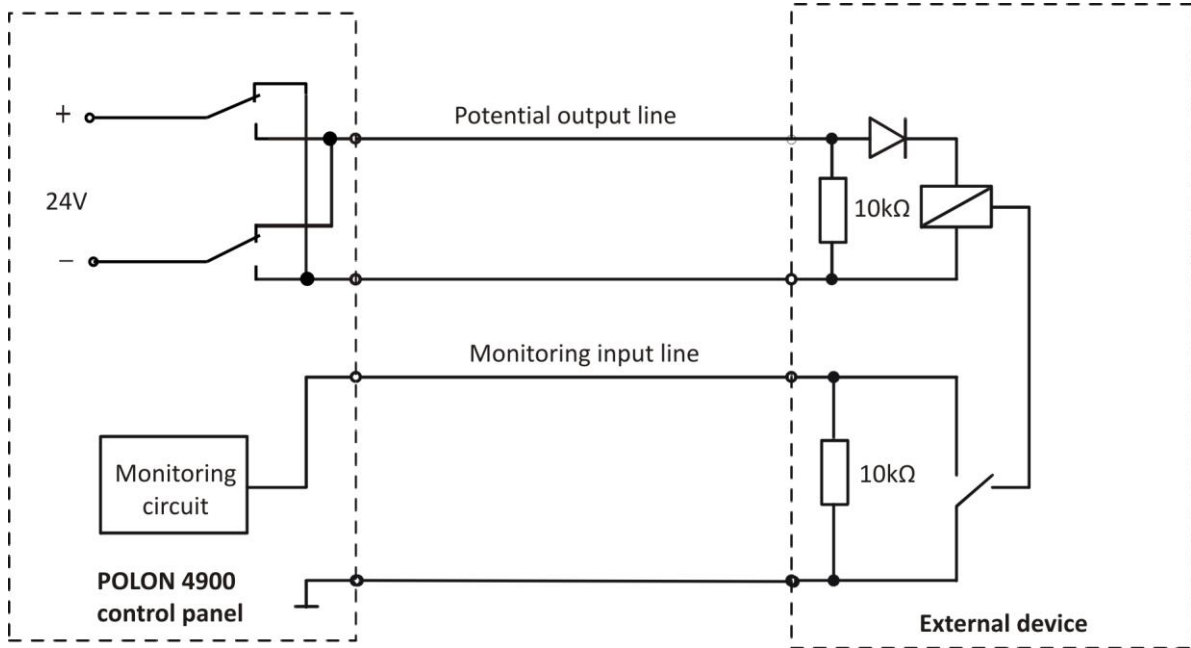 +
Potential output line
24V
10kΩ
−
Monitoring input line
Monitoring
circuit
10kΩ
POLON 4900
control panel
External device